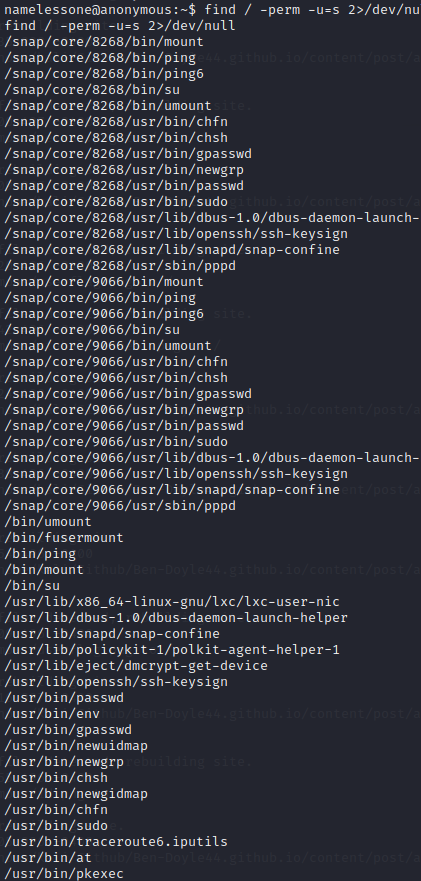 namelessone@anonymous:~$ find / -perm -u=s 2>/dev/nu
find / -perm -u=s 2>/dev/null
/snap/core/8268/bin/mount
/snap/core/8268/bin/ping
/snap/core/8268/bin/ping6
/snap/core/8268/bin/su
/snap/core/8268/bin/umount
/snap/core/8268/usr/bin/chfn
/snap/core/8268/usr/bin/chsh
/snap/core/8268/usr/bin/gpasswd
/snap/core/8268/usr/bin/newgrp
/snap/core/8268/usr/bin/passwd
/snap/core/8268/usr/bin/sudo
/snap/core/8268/usr/lib/dbus-1.0/dbus-daemon-launch-
/snap/core/8268/usr/lib/openssh/ssh-keysign
/snap/core/8268/usr/lib/snapd/snap-confine
/snap/core/8268/usr/sbin/pppd
/snap/core/9066/bin/mount
/snap/core/9066/bin/ping
/snap/core/9066/bin/ping6
/snap/core/9066/bin/su
/snap/core/9066/bin/umount
/snap/core/9066/usr/bin/chfn
/snap/core/9066/usr/bin/chsh
/snap/core/9066/usr/bin/gpasswd
/snap/core/9066/usr/bin/newgrp
/snap/core/9066/usr/bin/passwd
/snap/core/9066/usr/bin/sudo
/snap/core/9066/usr/lib/dbus-1.0/dbus-daemon-launch-
/snap/core/9066/usr/lib/openssh/ssh-keysign
/snap/core/9066/usr/lib/snapd/snap-confine
/snap/core/9066/usr/sbin/pppd
/bin/umount
/bin/fusermount
/bin/ping
/bin/mount
/bin/su
/usr/lib/x86_64-linux-gnu/lxc/lxc-user-nic
/usr/lib/dbus-1.0/dbus-daemon-launch-helper
/usr/lib/snapd/snap-confine
/usr/lib/policykit-1/polkit-agent-helper-1
/usr/lib/eject/dmcrypt-get-device
/usr/lib/openssh/ssh-keysign
/usr/bin/passwd
/usr/bin/env
/usr/bin/gpasswd
/usr/bin/newuidmap
/usr/bin/newgrp
/usr/bin/chsh
/usr/bin/newgidmap
/usr/bin/chfn
/usr/bin/sudo
/usr/bin/traceroute6.iputils
/usr/bin/at
/usr/bin/pkexec